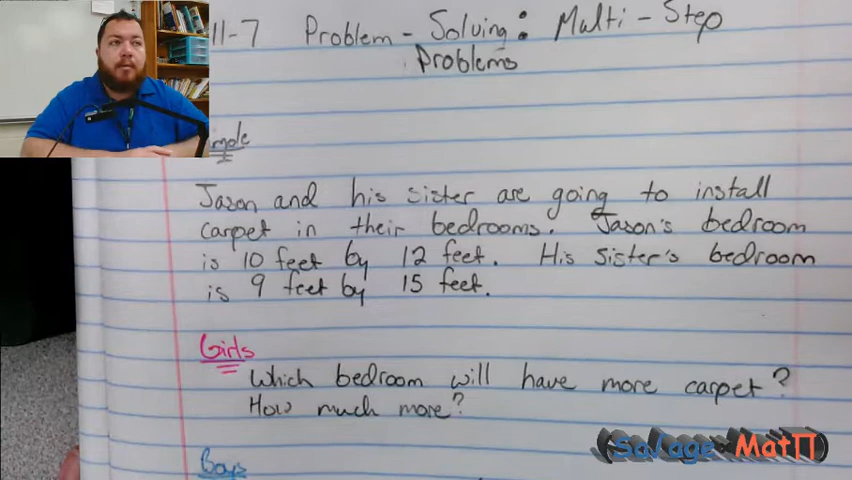 11-7 Problem - Solving: Multi - Step
Problems
Jason and his sister are going to install
carpet in their bedrooms. Jason's bedroom
is 10 feet by 12 feet. His sister's bedroom
is 9 feet by 15 feet.
Girls
Which bedroom will have more carpet?
How much more?
Boys
Savage Math